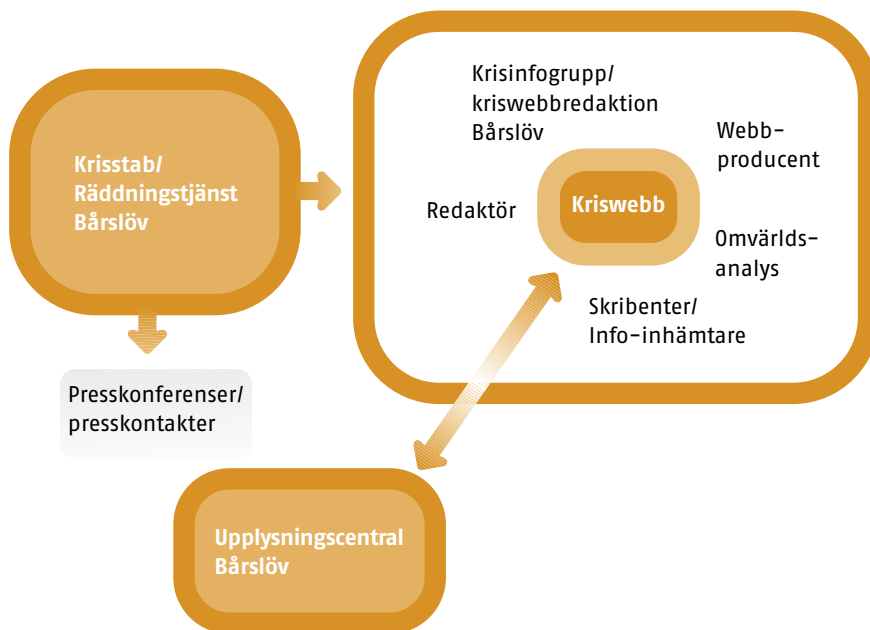 Krisinfogrupp/
kriswebbredaktion
Bårslöv
Webb-
producent
Krisstab/
Räddningstjänst
Bårslöv
Redaktör
Kriswebb
Omvärlds-
analys
Skribenter/
Info-inhämtare
Presskonferenser/
presskontakter
Upplysningscentral
Bårslöv